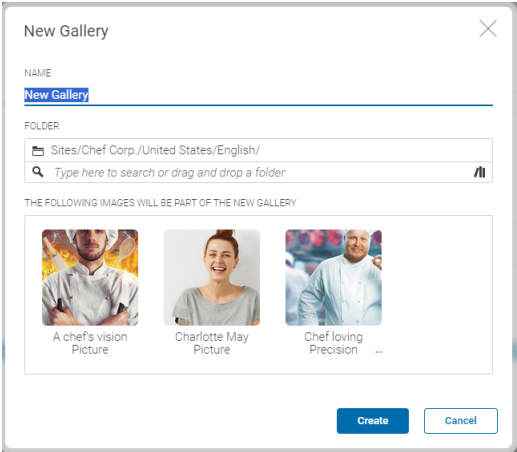 New Gallery
NAME
New Gallery
FOLDER
Sites/Chef Corp./United States/English/
Type here to search or drag and drop a folder
THE FOLLOWING IMAGES WILL BE PART OF THE NEW GALLERY
A chef's vision
Picture
Charlotte May
Picture
Chef loving
Precision ...
Create
Cancel